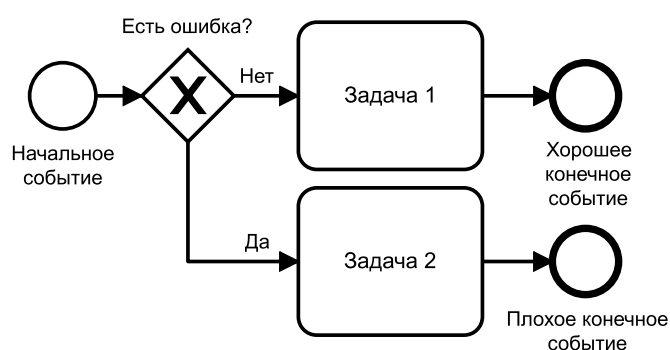 Есть ошибка?
Нет
X
Задача 1
Начальное
событие
Хорошее
конечное
событие
Да
Задача 2
Плохое конечное
событие